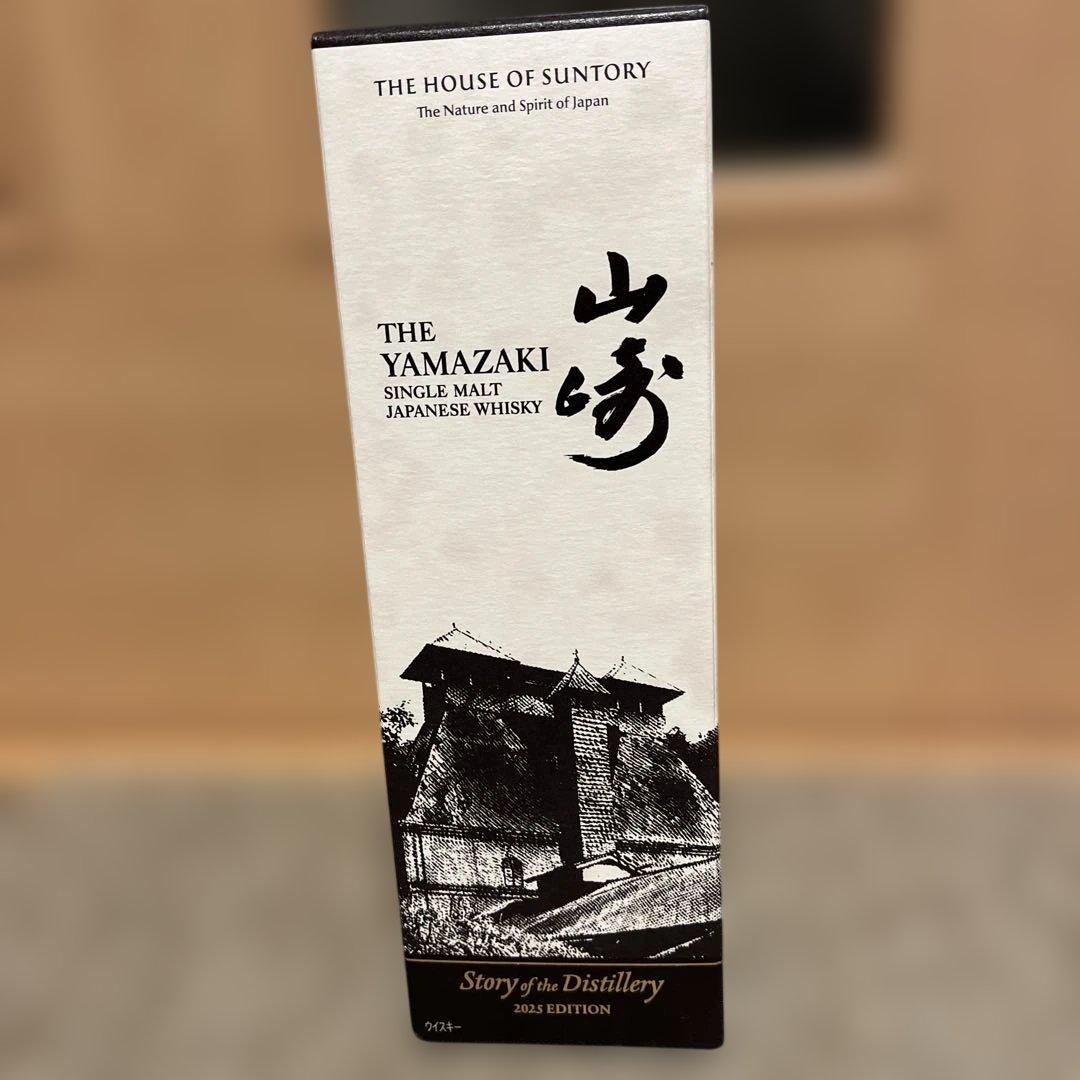 THE HOUSE OF SUNTORY
The Nature and Spirit of Japan
山崎
THE
YAMAZAKI
SINGLE MALT
JAPANESE WHISKY
Story of the Distillery
2025 EDITION
ウイスキー